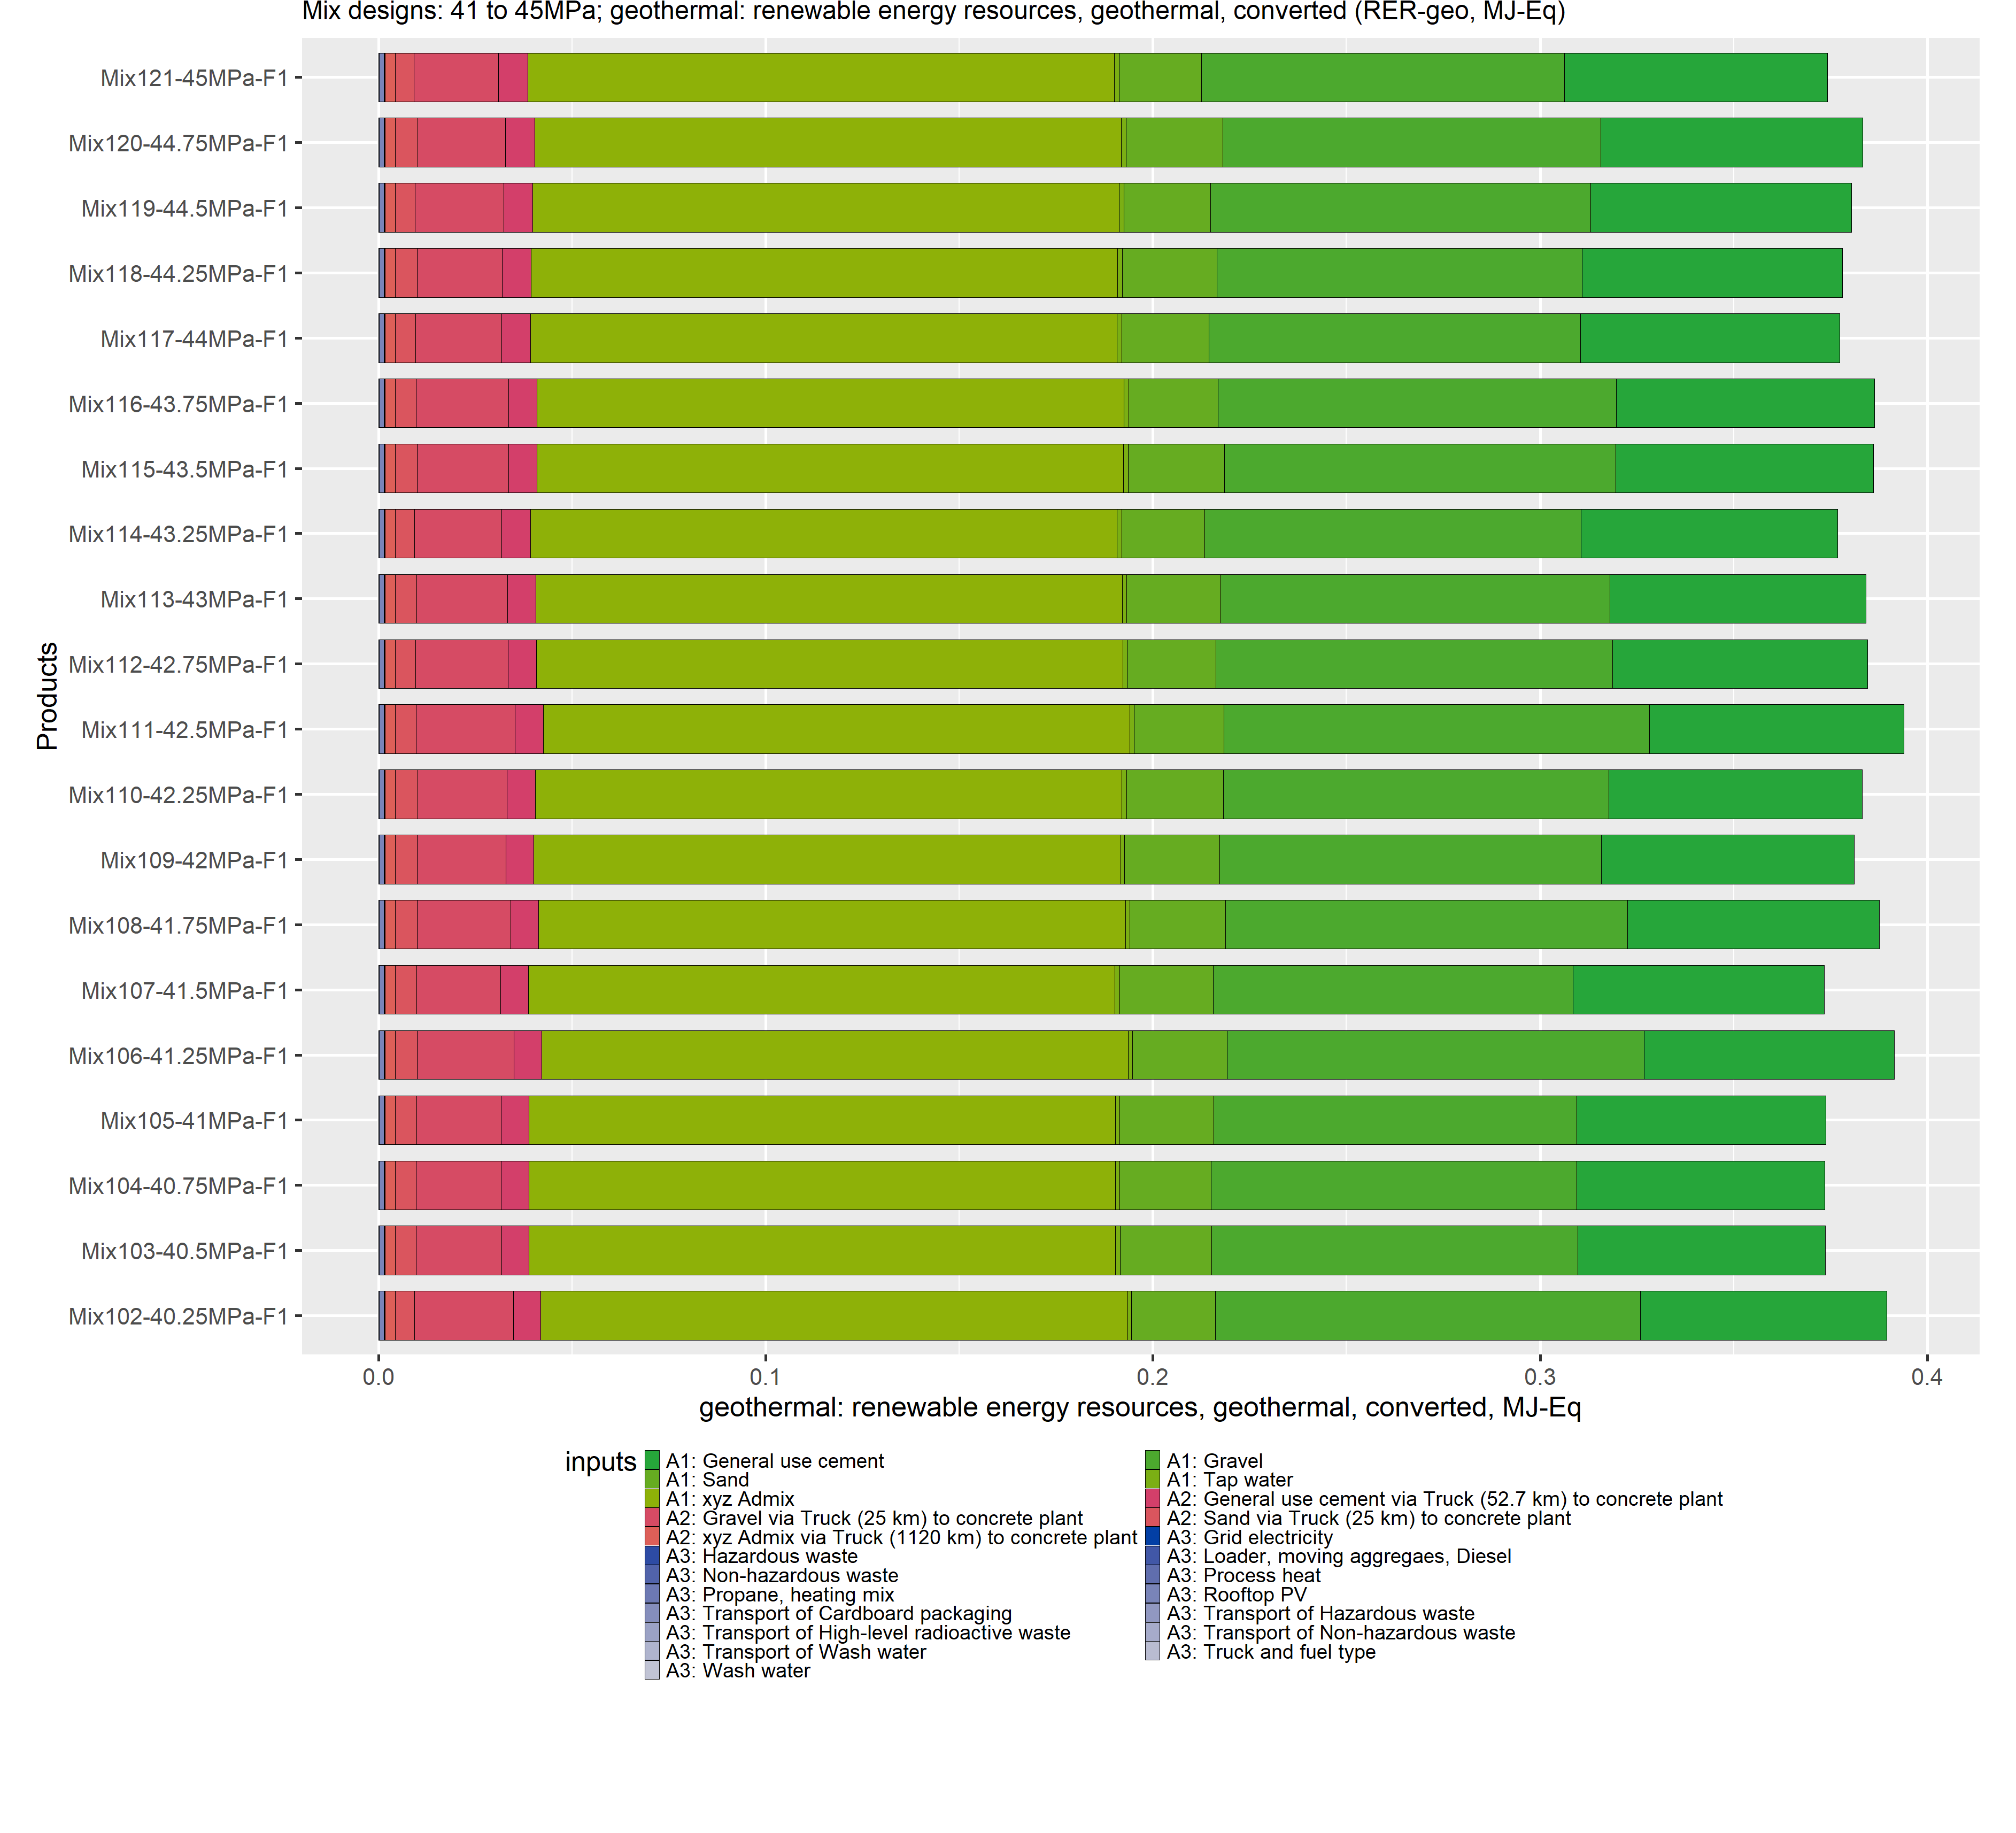 Mix designs: 41 to 45MPa; geothermal: renewable energy resources, geothermal, converted (RER-geo, MJ-Eq)
Products
Mix121-45MPa-F1
Mix120-44.75MPa-F1
Mix119-44.5MPa-F1
Mix118-44.25MPa-F1
Mix117-44MPa-F1
Mix116-43.75MPa-F1
Mix115-43.5MPa-F1
Mix114-43.25MPa-F1
Mix113-43MPa-F1
Mix112-42.75MPa-F1
Mix111-42.5MPa-F1
Mix110-42.25MPa-F1
Mix109-42MPa-F1
Mix108-41.75MPa-F1
Mix107-41.5MPa-F1
Mix106-41.25MPa-F1
Mix105-41MPa-F1
Mix104-40.75MPa-F1
Mix103-40.5MPa-F1
Mix102-40.25MPa-F1
0.0 0.1 0.2 0.3 0.4
geothermal: renewable energy resources, geothermal, converted, MJ-Eq
inputs
A1: General use cement A1: Gravel
A1: Sand A1: Tap water
A1: xyz Admix A2: General use cement via Truck (52.7 km) to concrete plant
A2: Gravel via Truck (25 km) to concrete plant A2: Sand via Truck (25 km) to concrete plant
A2: xyz Admix via Truck (1120 km) to concrete plant A3: Grid electricity
A3: Hazardous waste A3: Loader, moving aggregaes, Diesel
A3: Non-hazardous waste A3: Process heat
A3: Propane, heating mix A3: Rooftop PV
A3: Transport of Cardboard packaging A3: Transport of Hazardous waste
A3: Transport of High-level radioactive waste A3: Transport of Non-hazardous waste
A3: Transport of Wash water A3: Truck and fuel type
A3: Wash water